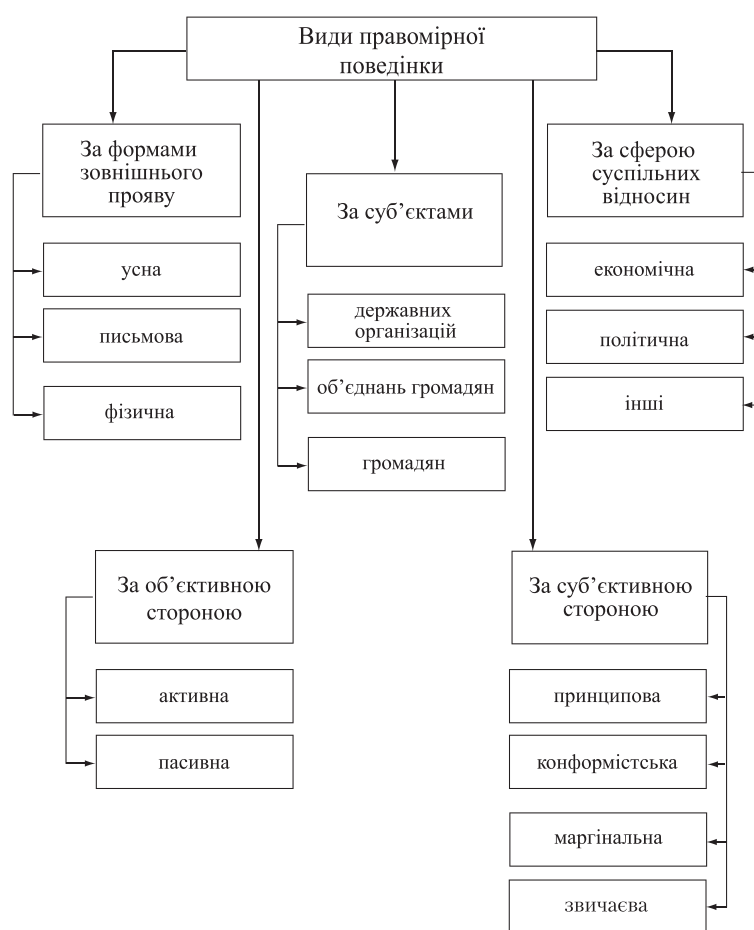 Види правомірної
поведінки
За формами
зовнішнього
прояву
усна
письмова
фізична
За суб’єктами
державних
організацій
об’єднань громадян
громадян
За сферою
суспільних
відносин
економічна
політична
інші
За об’єктивною
стороною
активна
пасивна
За суб’єктивною
стороною
принципова
конформістська
маргінальна
звичаєва